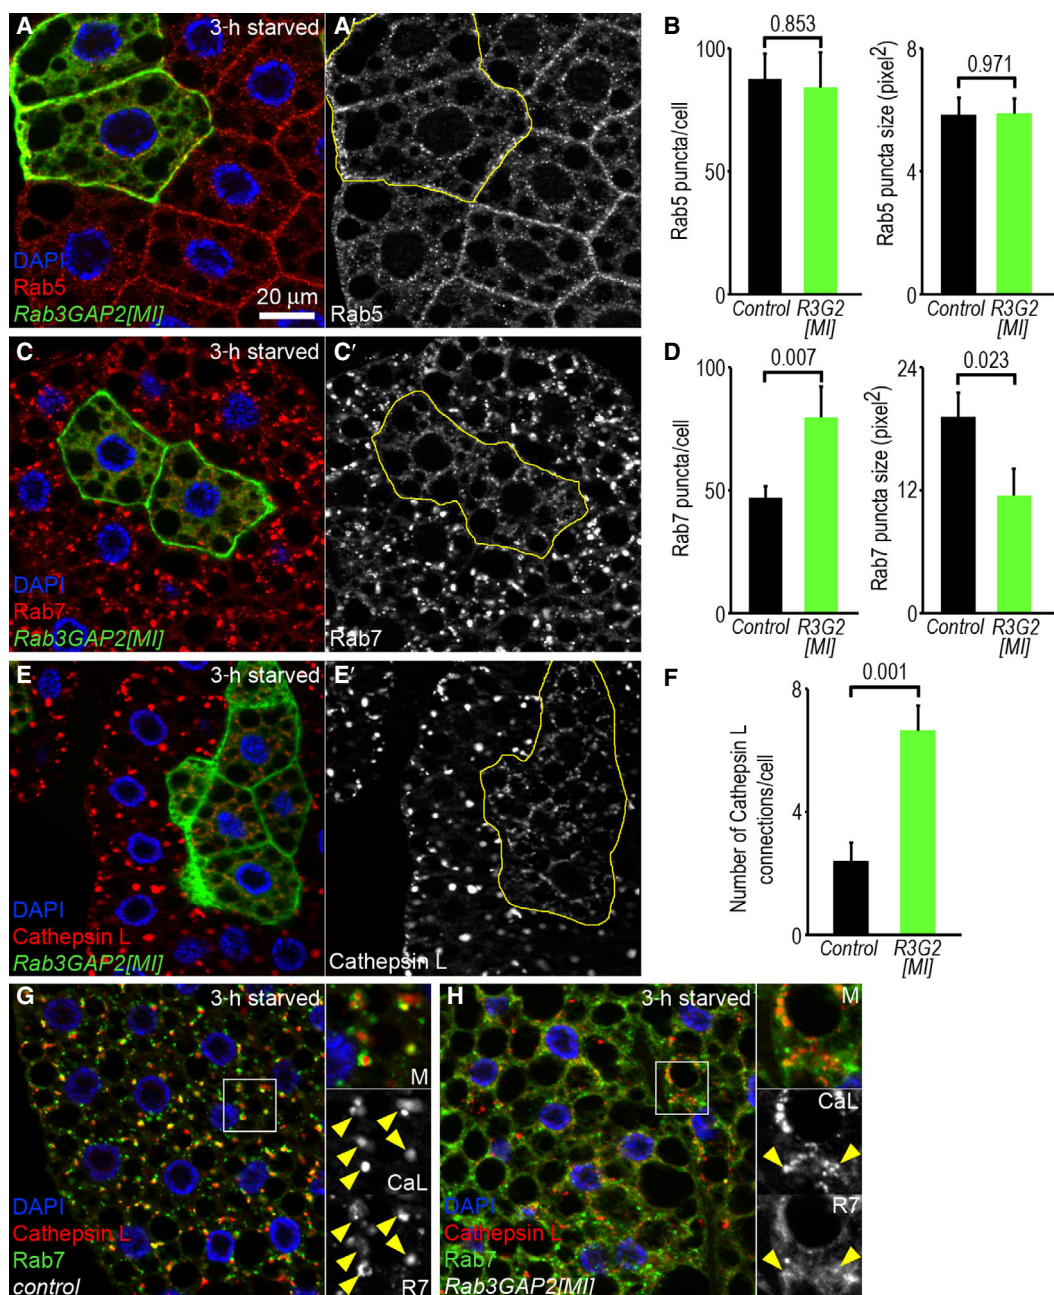 A
3-h starved
DAPI
Rab5
Rab3GAP2[MI]
20 μm
A′
Rab5
B
Rab5 puncta/cell
100
50
0
0.853
Control
R3G2
[MI]
Rab5 puncta size (pixel2)
8
4
0
0.971
Control
R3G2
[MI]
C
3-h starved
DAPI
Rab7
Rab3GAP2[MI]
C′
Rab7
D
Rab7 puncta/cell
100
50
0
0.007
Control
R3G2
[MI]
Rab7 puncta size (pixel2)
24
12
0
0.023
Control
R3G2
[MI]
E
3-h starved
DAPI
Cathepsin L
Rab3GAP2[MI]
E′
Cathepsin L
F
Number of Cathepsin L
connections/cell
8
4
0
0.001
Control
R3G2
[MI]
G
3-h starved
DAPI
Cathepsin L
Rab7
control
M
CaL
R7
H
3-h starved
DAPI
Cathepsin L
Rab7
Rab3GAP2[MI]
M
CaL
R7